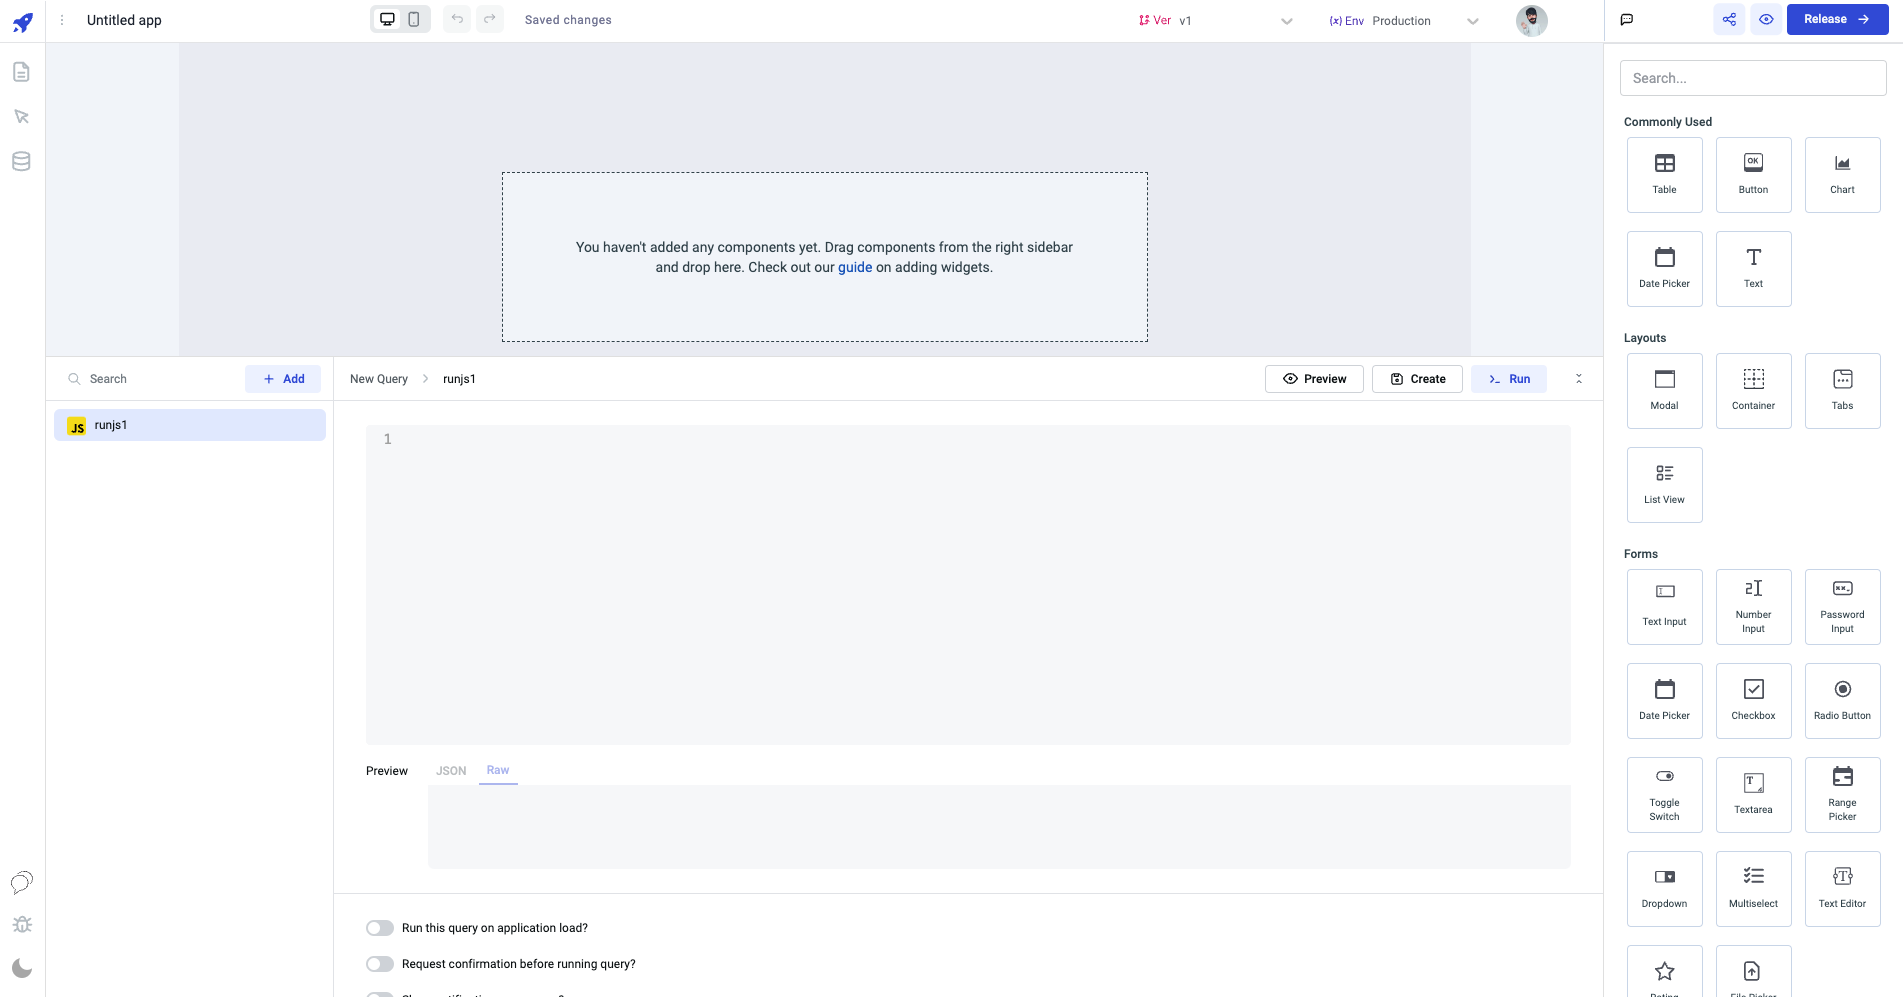 Untitled app
Saved changes
Ver v1
(x) Env Production
Release
Search...
Commonly Used
Table
Button
OK
Chart
Date Picker
Text
You haven't added any components yet. Drag components from the right sidebar
and drop here. Check out our guide on adding widgets.
Layouts
Modal
Container
Tabs
List View
Search
+ Add
New Query > runjs1
Preview
Create
Run
JS runjs1
1
Forms
Text Input
Number
Input
Password
Input
Date Picker
Checkbox
Radio Button
Preview
JSON
Raw
Toggle
Switch
Textarea
Range
Picker
Dropdown
Multiselect
Text Editor
Run this query on application load?
Request confirmation before running query?